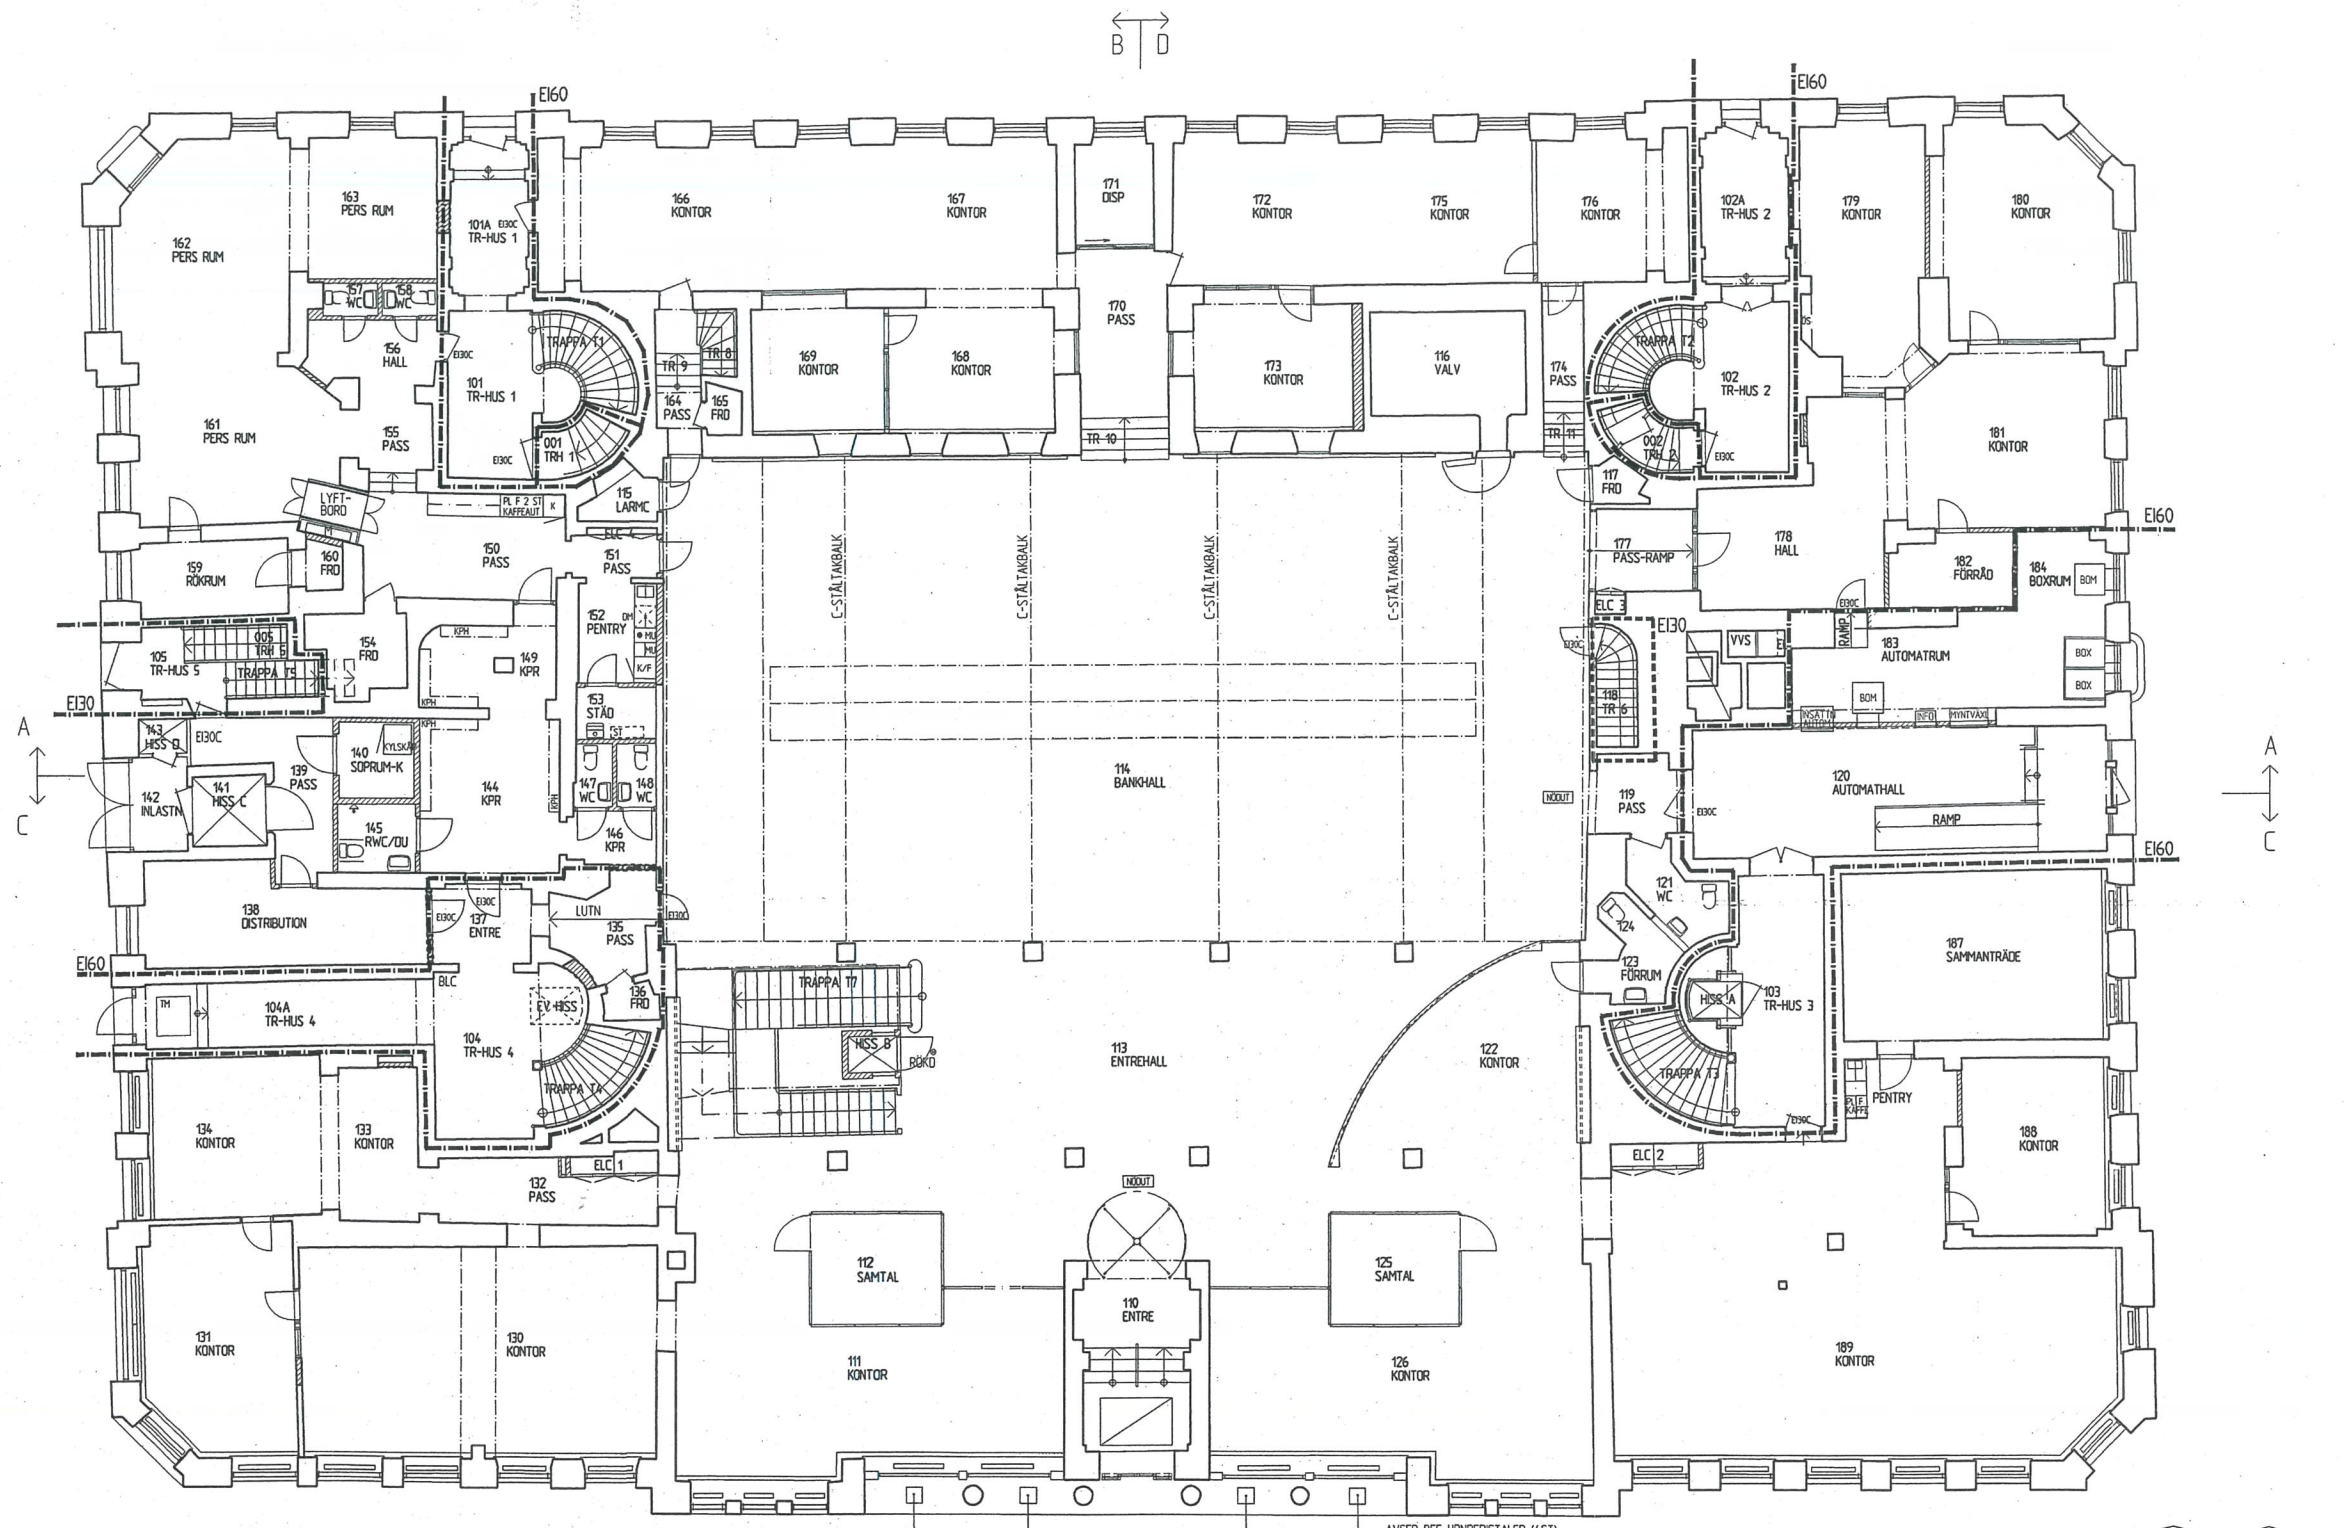 B D
EI60
EI60
163
PERS RUM
162
PERS RUM
101A
TR-HUS 1
EI30C
166
KONTOR
167
KONTOR
171
DISP
172
KONTOR
175
KONTOR
176
KONTOR
102A
TR-HUS 2
179
KONTOR
180
KONTOR
157
WC
158
WC
156
HALL
EI30C
TRAPPA T1
101
TR-HUS 1
TR 9
TR 8
164
PASS
165
FRD
169
KONTOR
168
KONTOR
170
PASS
173
KONTOR
116
VALV
174
PASS
TRAPPA T2
102
TR-HUS 2
161
PERS RUM
155
PASS
EI30C
001
TRH 1
TR 10
TR 11
002
TRH 2
EI30C
181
KONTOR
LYFT-
BORD
M
PL F 2 ST
KAFFEAUT
K
115
LARMC
117
FRD
EI60
159
RÖKRUM
160
FRD
150
PASS
ELC 4
151
PASS
C-STÅLTAKBALK
C-STÅLTAKBALK
C-STÅLTAKBALK
C-STÅLTAKBALK
177
PASS-RAMP
178
HALL
182
FÖRRÅD
184
BOXRUM
BOM
152
PENTRY
DM
MU
MU
K/F
ELC 3
EI30C
RAMP
105
TR-HUS 5
005
TRH 5
TRAPPA T5
154
FRD
KPH
149
KPR
KPH
EI30C
EI30
VVS
183
AUTOMATRUM
BOX
BOX
BOM
EI30
A
C
143
HISS D
EI30C
140
SOPRUM-K
KYLSKÅP
KPH
153
STÄD
ST
118
TR 6
INSÄTTN
AUTOM
INFO
MYNTVÄXL
A
C
142
INLASTN
141
HISS C
139
PASS
144
KPR
KPH
147
WC
148
WC
114
BANKHALL
NÖDUT
119
PASS
EI30C
120
AUTOMATHALL
RAMP
145
RWC/DU
146
KPR
EI60
138
DISTRIBUTION
EI30C
EI30C
137
ENTRE
LUTN
135
PASS
EI30C
121
WC
124
187
SAMMANTRÄDE
EI60
BLC
123
FÖRRUM
TM
104A
TR-HUS 4
EV HISS
136
FRD
TRAPPA T7
HISS A
103
TR-HUS 3
104
TR-HUS 4
HISS B
RÖKD
113
ENTREHALL
122
KONTOR
TRAPPA T4
TRAPPA T3
PENTRY
PL F
KAFFE
EI30C
134
KONTOR
133
KONTOR
188
KONTOR
ELC 1
ELC 2
132
PASS
NÖDUT
112
SAMTAL
125
SAMTAL
110
ENTRE
131
KONTOR
130
KONTOR
111
KONTOR
126
KONTOR
189
KONTOR